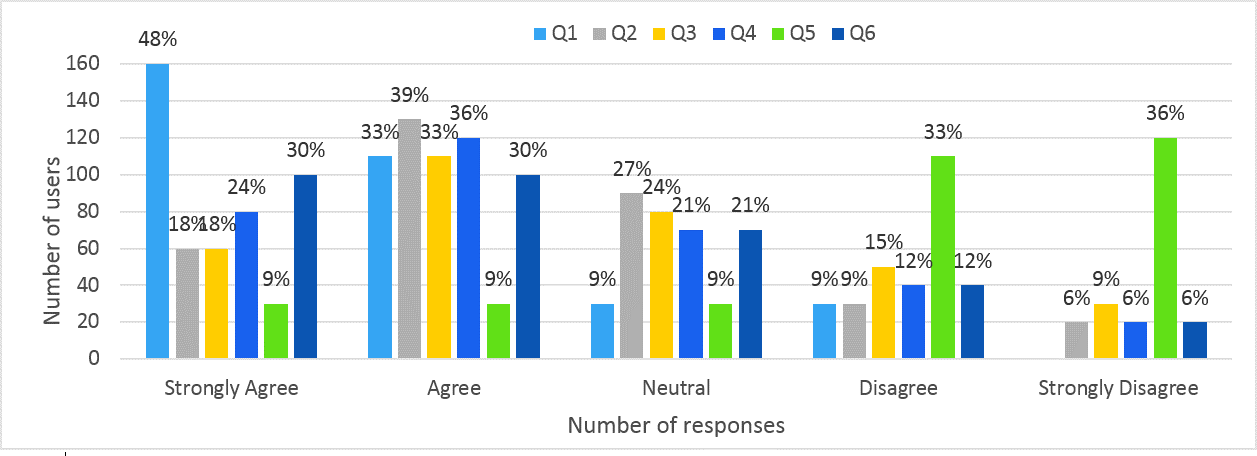 Q1 Q2 Q3 Q4 Q5 Q6
Number of users
160
140
120
100
80
60
40
20
0
48% 18% 18% 24% 9% 30%
33% 39% 33% 36% 9% 30%
9% 27% 24% 21% 9% 21%
9% 9% 15% 12% 33% 12%
6% 9% 6% 36% 6%
Strongly Agree Agree Neutral Disagree Strongly Disagree
Number of responses